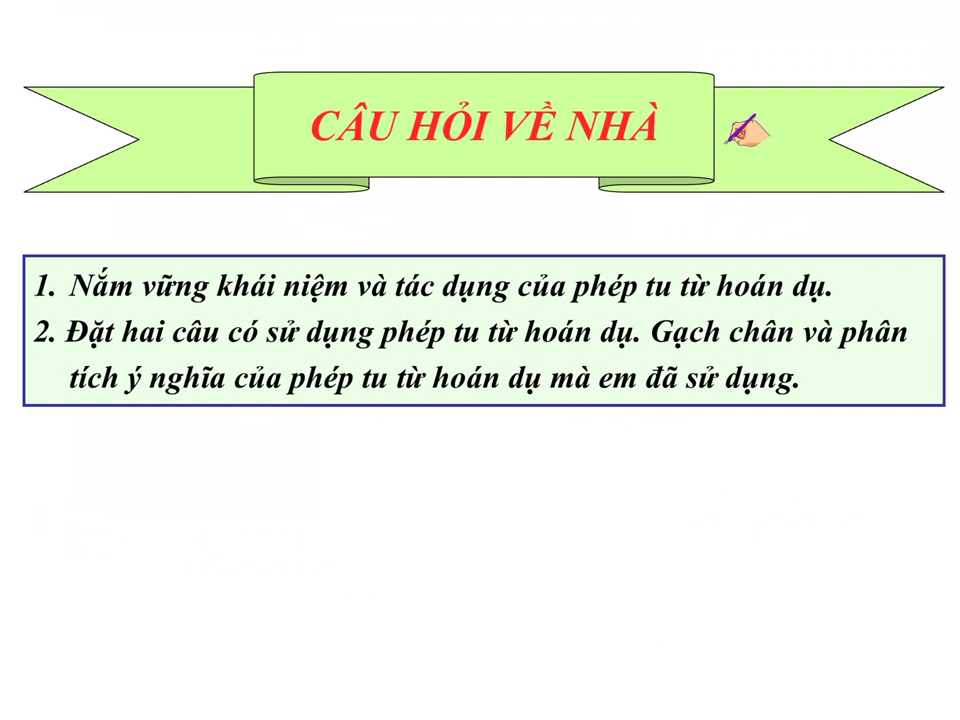 CÂU HỎI VỀ NHÀ
1. Nắm vững khái niệm và tác dụng của phép tu từ hoán dụ.
2. Đặt hai câu có sử dụng phép tu từ hoán dụ. Gạch chân và phân
tích ý nghĩa của phép tu từ hoán dụ mà em đã sử dụng.